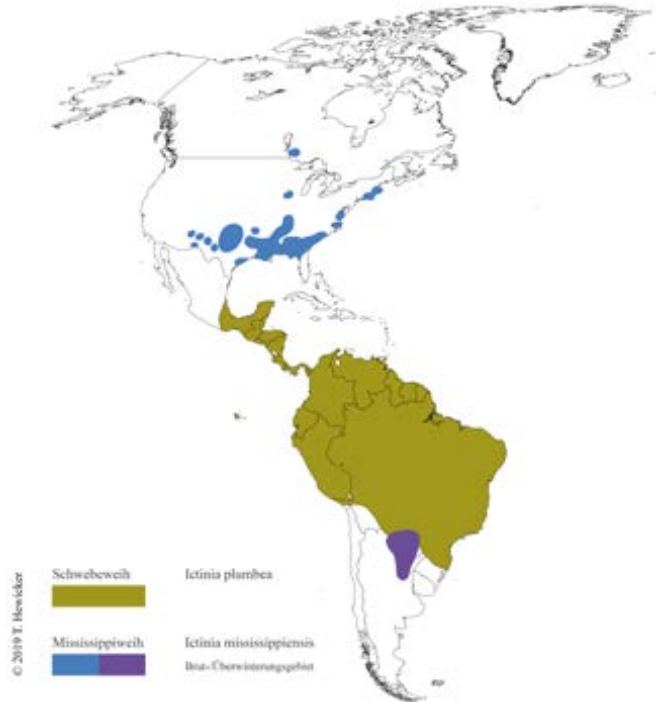 Schwebeweih Ictinia plumbea
Mississippiweih Ictinia mississippiensis
Brut- Überwinterungsgebiet
© 2019 T. Hewicker